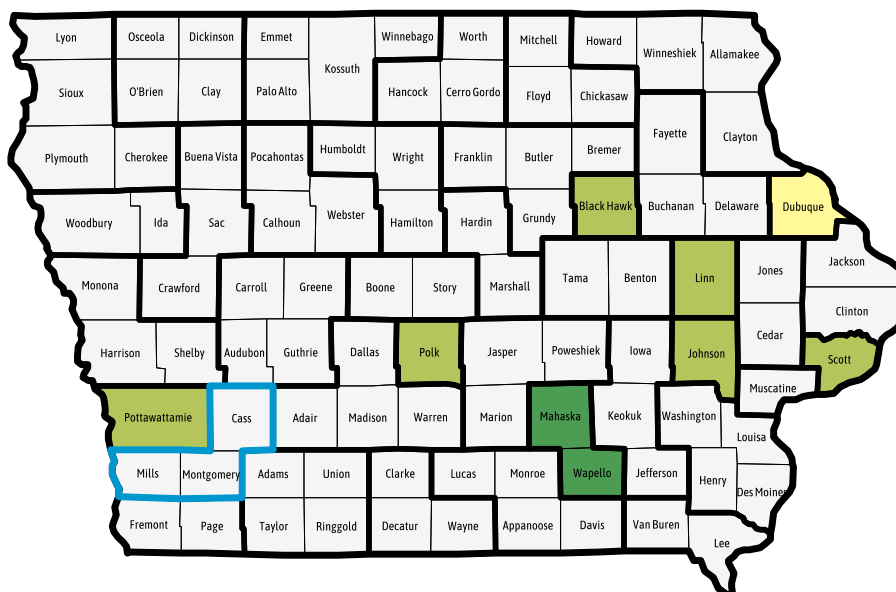 Lyon
Osceola
Dickinson
Emmet
Kossuth
Winnebago
Worth
Mitchell
Howard
Winneshiek
Allamakee
Sioux
O'Brien
Clay
Palo Alto
Hancock
Cerro Gordo
Floyd
Chickasaw
Fayette
Clayton
Plymouth
Cherokee
Buena Vista
Pocahontas
Humboldt
Wright
Franklin
Butler
Bremer
Woodbury
Ida
Sac
Calhoun
Webster
Hamilton
Hardin
Grundy
Black Hawk
Buchanan
Delaware
Dubuque
Monona
Crawford
Carroll
Greene
Boone
Story
Marshall
Tama
Benton
Linn
Jones
Jackson
Clinton
Harrison
Shelby
Audubon
Guthrie
Dallas
Polk
Jasper
Poweshiek
Iowa
Johnson
Cedar
Scott
Muscatine
Pottawattamie
Cass
Adair
Madison
Warren
Marion
Mahaska
Keokuk
Washington
Louisa
Mills
Montgomery
Adams
Union
Clarke
Lucas
Monroe
Wapello
Jefferson
Henry
Des Moines
Fremont
Page
Taylor
Ringgold
Decatur
Wayne
Appanoose
Davis
Van Buren
Lee